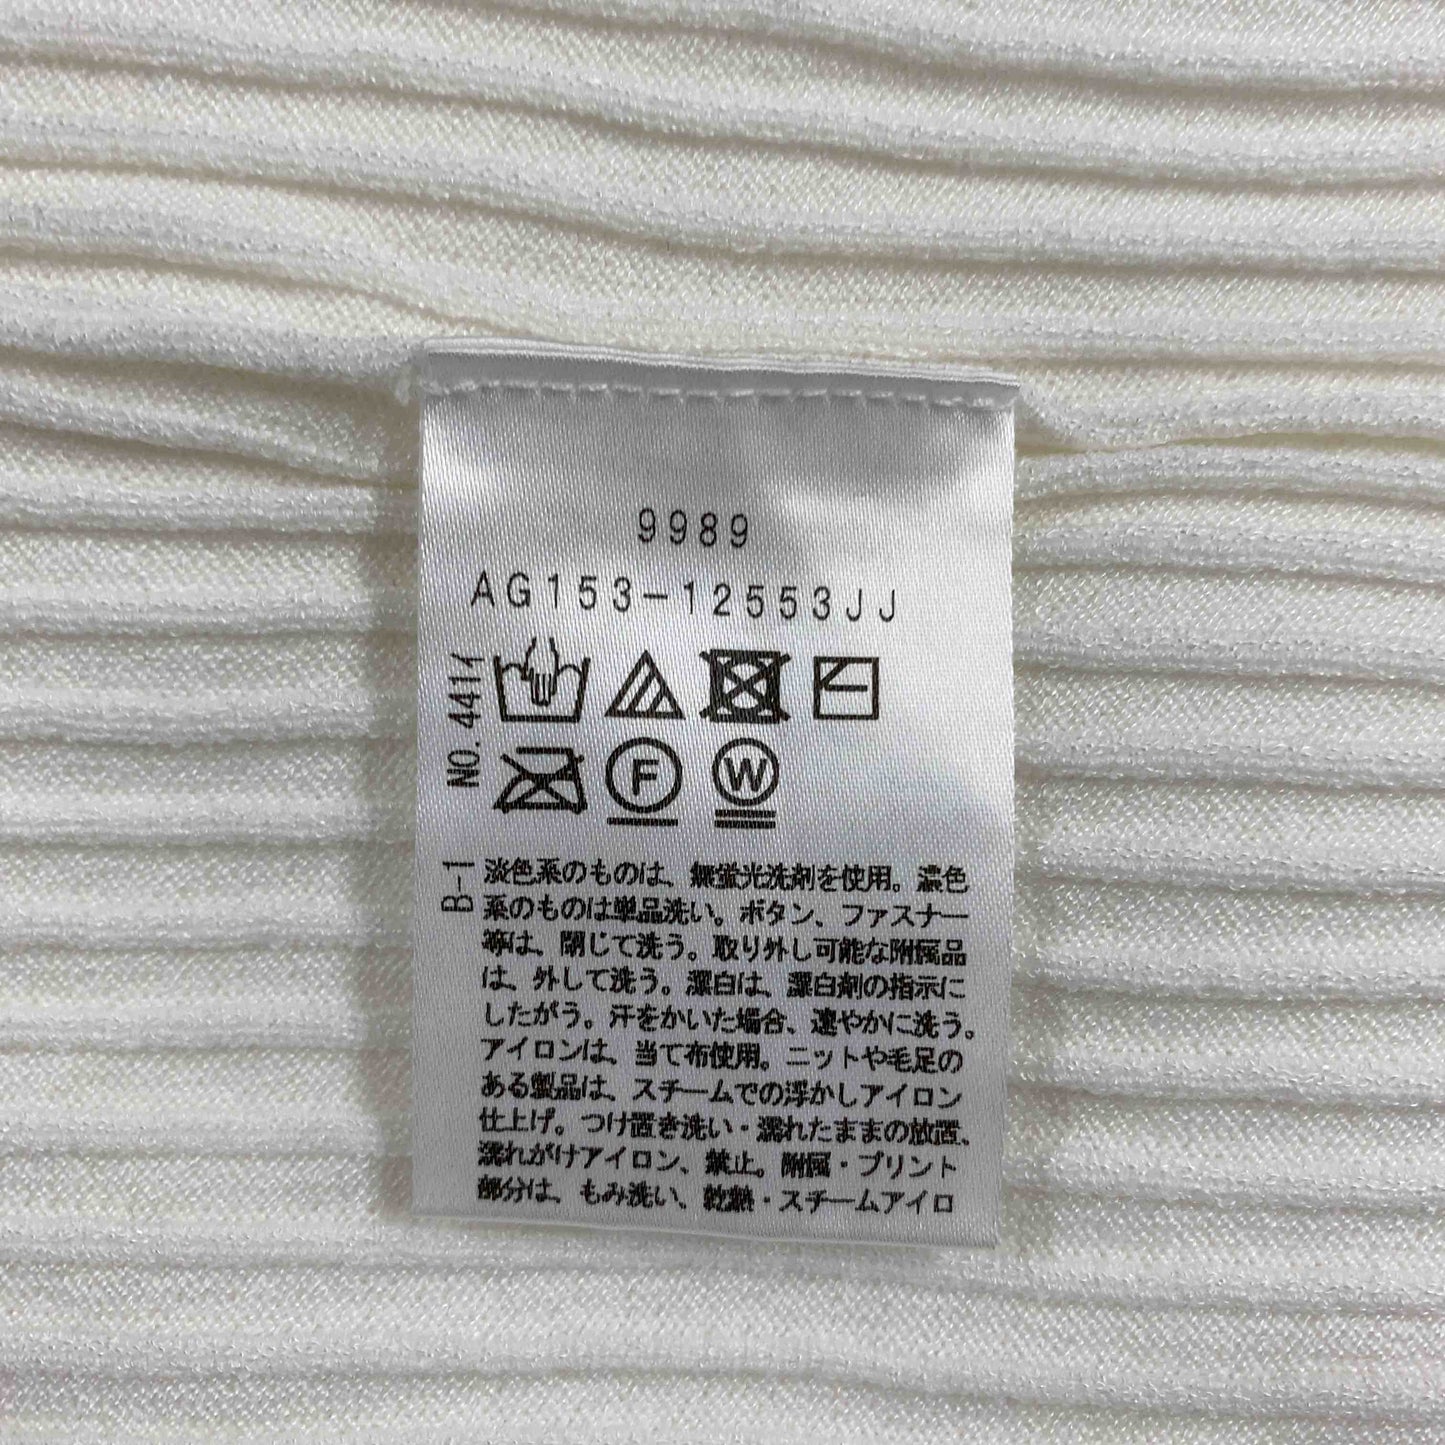 9989
AG153-12553JJ
NO. 4411
F
W
B-1
淡色系のものは、無蛍光洗剤を使用。濃色
系のものは単品洗い。ボタン、ファスナー
等は、閉じて洗う。取り外し可能な附属品
は、外して洗う。漂白は、漂白剤の指示に
したがう。汗をかいた場合、速やかに洗う。
アイロンは、当て布使用。ニットや毛足の
ある製品は、スチームでの浮かしアイロン
仕上げ。つけ置き洗い・濡れたままの放置、
濡れがけアイロン、禁止。附属・プリント
部分は、もみ洗い、乾熱・スチームアイロ